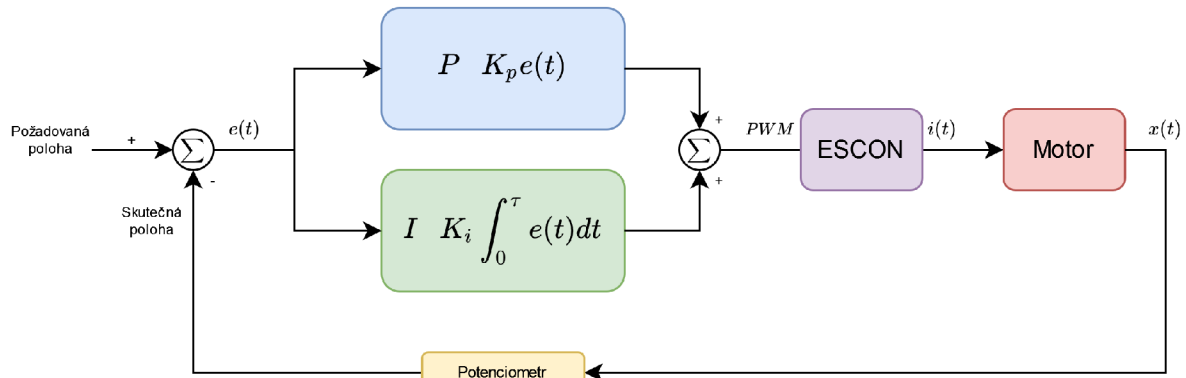 P K_p e(t)
Požadovaná
poloha
+
Σ
e(t)
-
Skutečná
poloha
I K_i ∫_0^τ e(t)dt
+
Σ
+
PWM
ESCON
i(t)
Motor
x(t)
Potenciometr